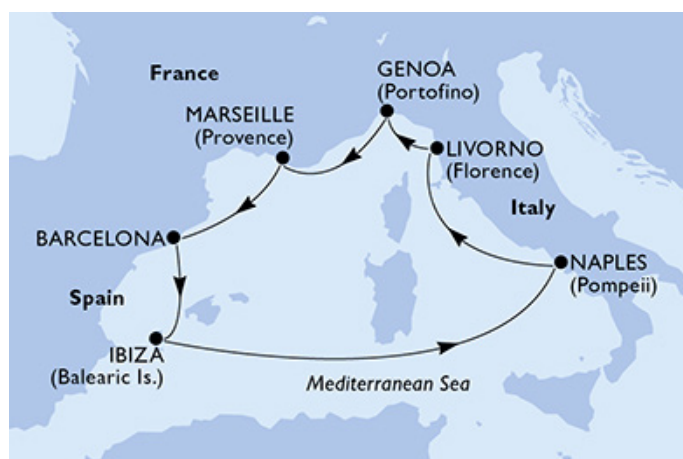 France
GENOA
(Portofino)
MARSEILLE
(Provence)
LIVORNO
(Florence)
Italy
BARCELONA
NAPLES
(Pompeii)
Spain
IBIZA
(Balearic Is.)
Mediterranean Sea